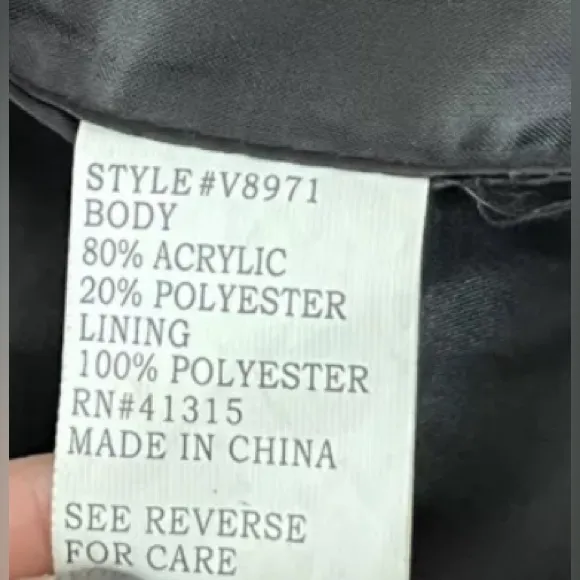 STYLE#V8971
BODY
80% ACRYLIC
20% POLYESTER
LINING
100% POLYESTER
RN#41315
MADE IN CHINA
SEE REVERSE
FOR CARE